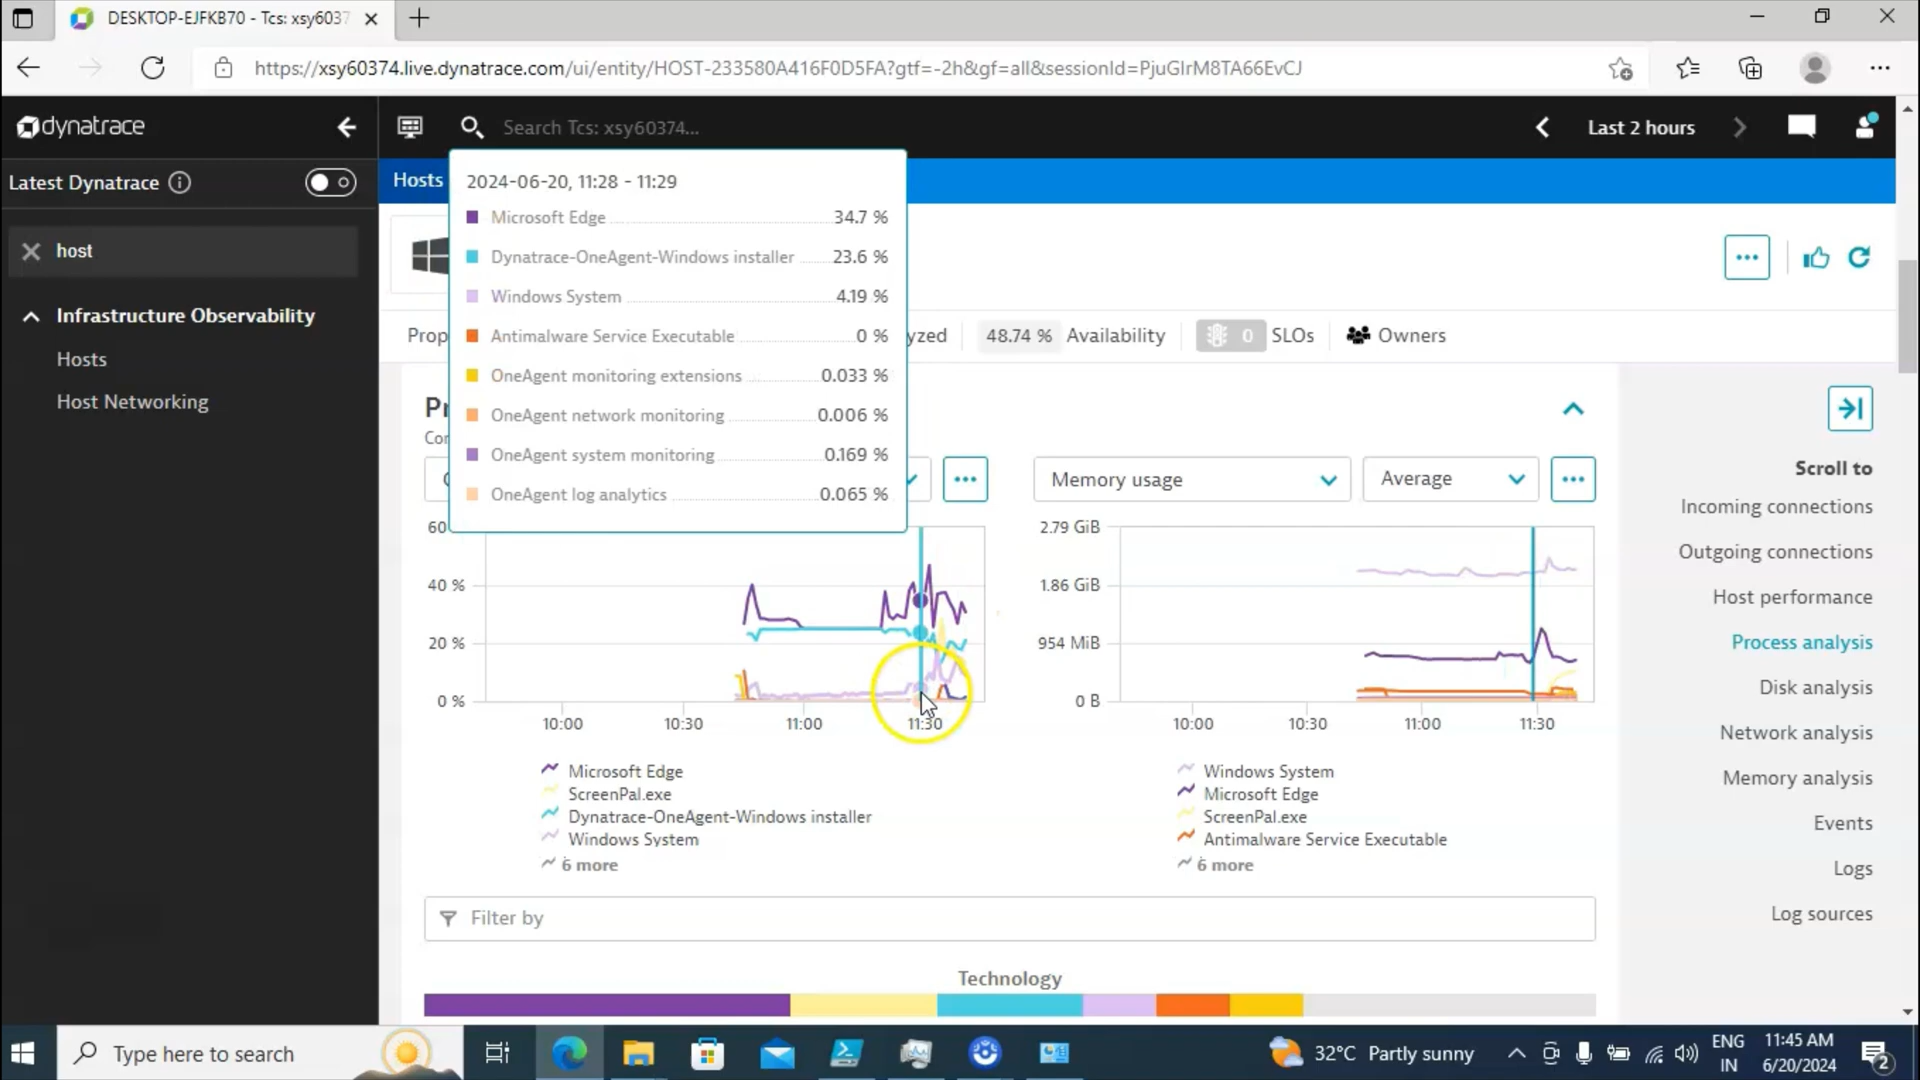 DESKTOP-EJFKB70 - Tcs: xsy6037
https://xsy60374.live.dynatrace.com/ui/entity/HOST-233580A416F0D5FA?gtf=-2h&gf=all&sessionId=PjuGIrM8TA66EvCJ
dynatrace
Search Tcs: xsy60374...
Last 2 hours
Latest Dynatrace
Hosts
host
Infrastructure Observability
Hosts
Host Networking
2024-06-20, 11:28 - 11:29
Microsoft Edge 34.7 %
Dynatrace-OneAgent-Windows installer 23.6 %
Windows System 4.19 %
Antimalware Service Executable 0 %
OneAgent monitoring extensions 0.033 %
OneAgent network monitoring 0.006 %
OneAgent system monitoring 0.169 %
OneAgent log analytics 0.065 %
Prop
yzed
48.74 % Availability
0 SLOs
Owners
Pr
Cor
Memory usage
Average
60
40 %
20 %
0 %
10:00 10:30 11:00 11:30
2.79 GiB
1.86 GiB
954 MiB
0 B
10:00 10:30 11:00 11:30
Microsoft Edge
ScreenPal.exe
Dynatrace-OneAgent-Windows installer
Windows System
6 more
Windows System
Microsoft Edge
ScreenPal.exe
Antimalware Service Executable
6 more
Filter by
Technology
Scroll to
Incoming connections
Outgoing connections
Host performance
Process analysis
Disk analysis
Network analysis
Memory analysis
Events
Logs
Log sources
Type here to search
32°C Partly sunny
ENG
IN
11:45 AM
6/20/2024
2